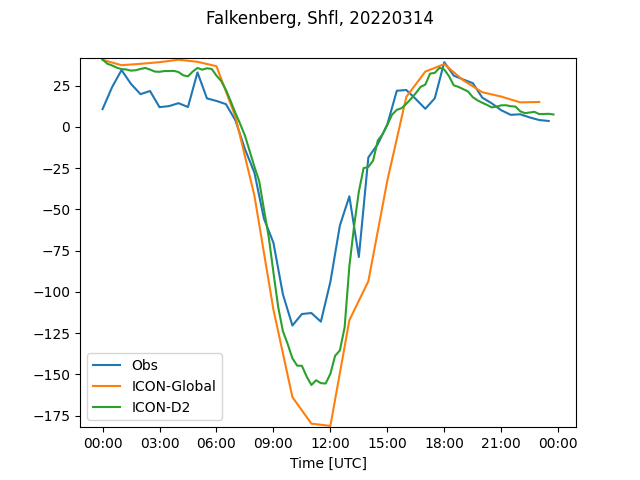 Falkenberg, Shfl, 20220314
25
0
−25
−50
−75
−100
−125
−150
−175
Obs
ICON-Global
ICON-D2
00:00 03:00 06:00 09:00 12:00 15:00 18:00 21:00 00:00
Time [UTC]